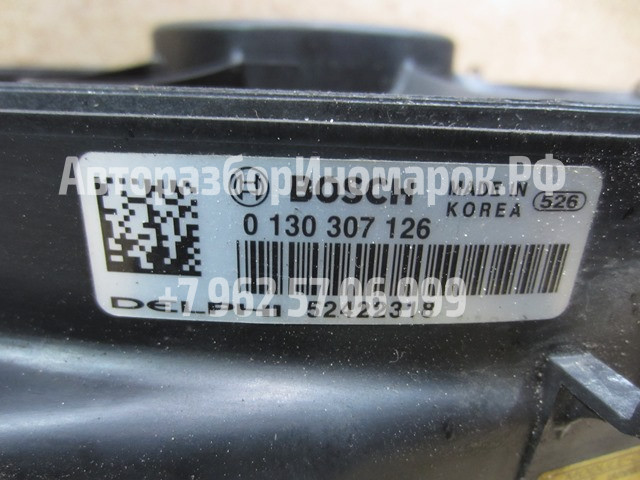 АвторазборИномарок.РФ
BOSCH MADE IN KOREA 526
0 130 307 126
+7 962 57 06 999
DELPHI 52422318